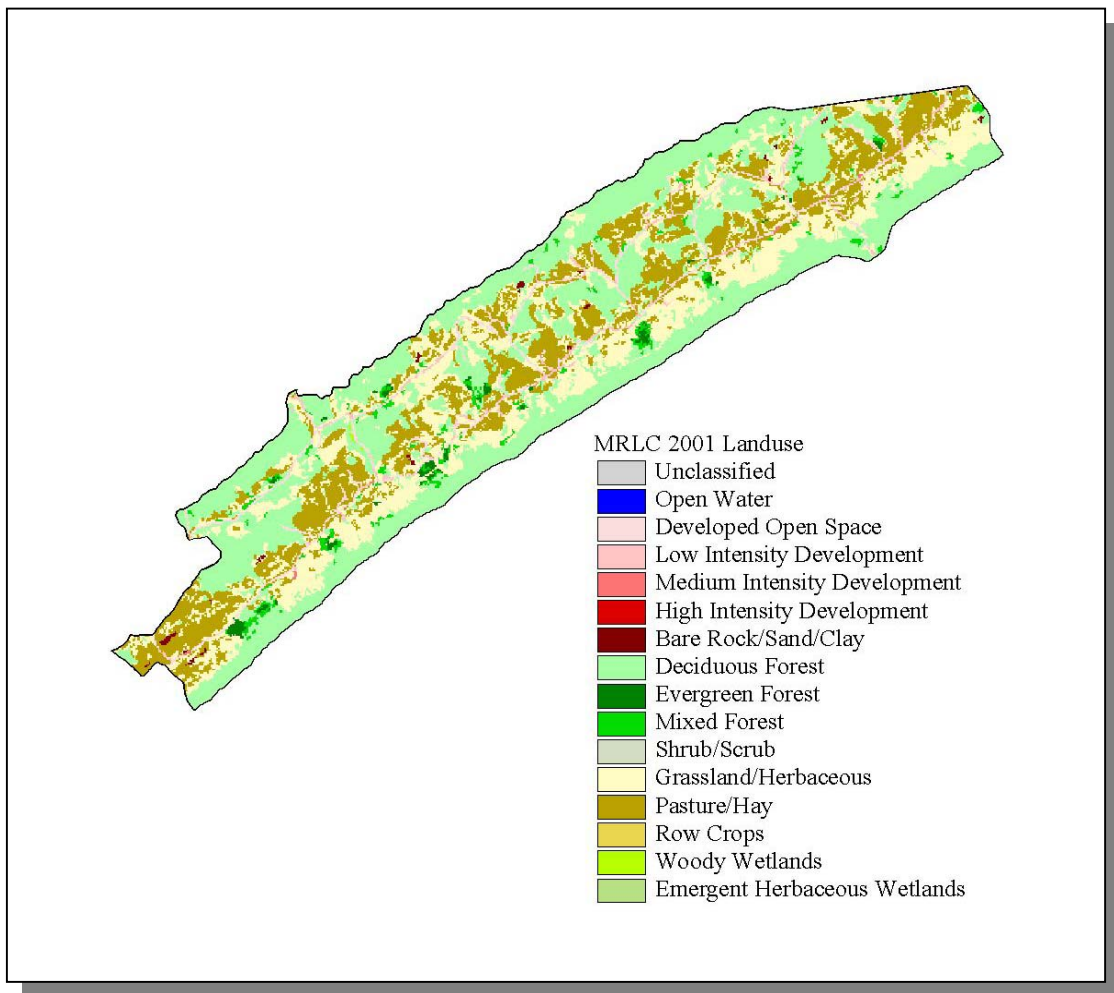 MRLC 2001 Landuse
Unclassified
Open Water
Developed Open Space
Low Intensity Development
Medium Intensity Development
High Intensity Development
Bare Rock/Sand/Clay
Deciduous Forest
Evergreen Forest
Mixed Forest
Shrub/Scrub
Grassland/Herbaceous
Pasture/Hay
Row Crops
Woody Wetlands
Emergent Herbaceous Wetlands